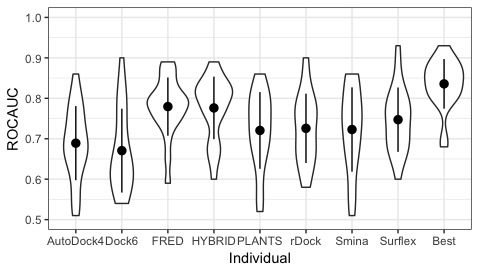 1.0
0.9
0.8
0.7
0.6
0.5
ROCAUC
AutoDock4 Dock6 FRED HYBRID PLANTS rDock Smina Surflex Best
Individual